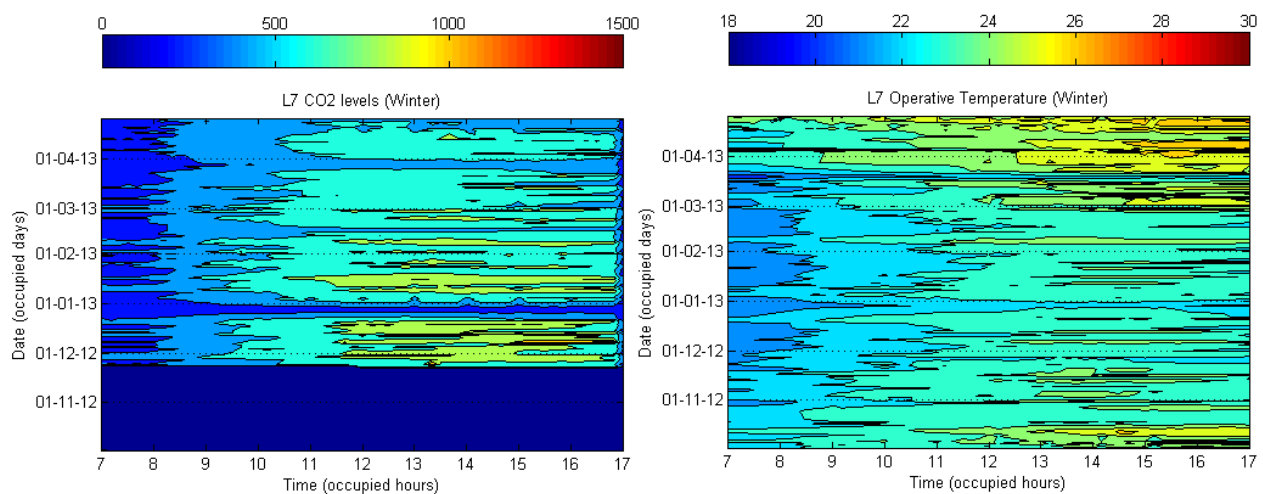 0 500 1000 1500
L7 CO2 levels (Winter)
Date (occupied days)
01-04-13
01-03-13
01-02-13
01-01-13
01-12-12
01-11-12
7 8 9 10 11 12 13 14 15 16 17
Time (occupied hours)
18 20 22 24 26 28 30
L7 Operative Temperature (Winter)
Date (occupied days)
01-04-13
01-03-13
01-02-13
01-01-13
01-12-12
01-11-12
7 8 9 10 11 12 13 14 15 16 17
Time (occupied hours)